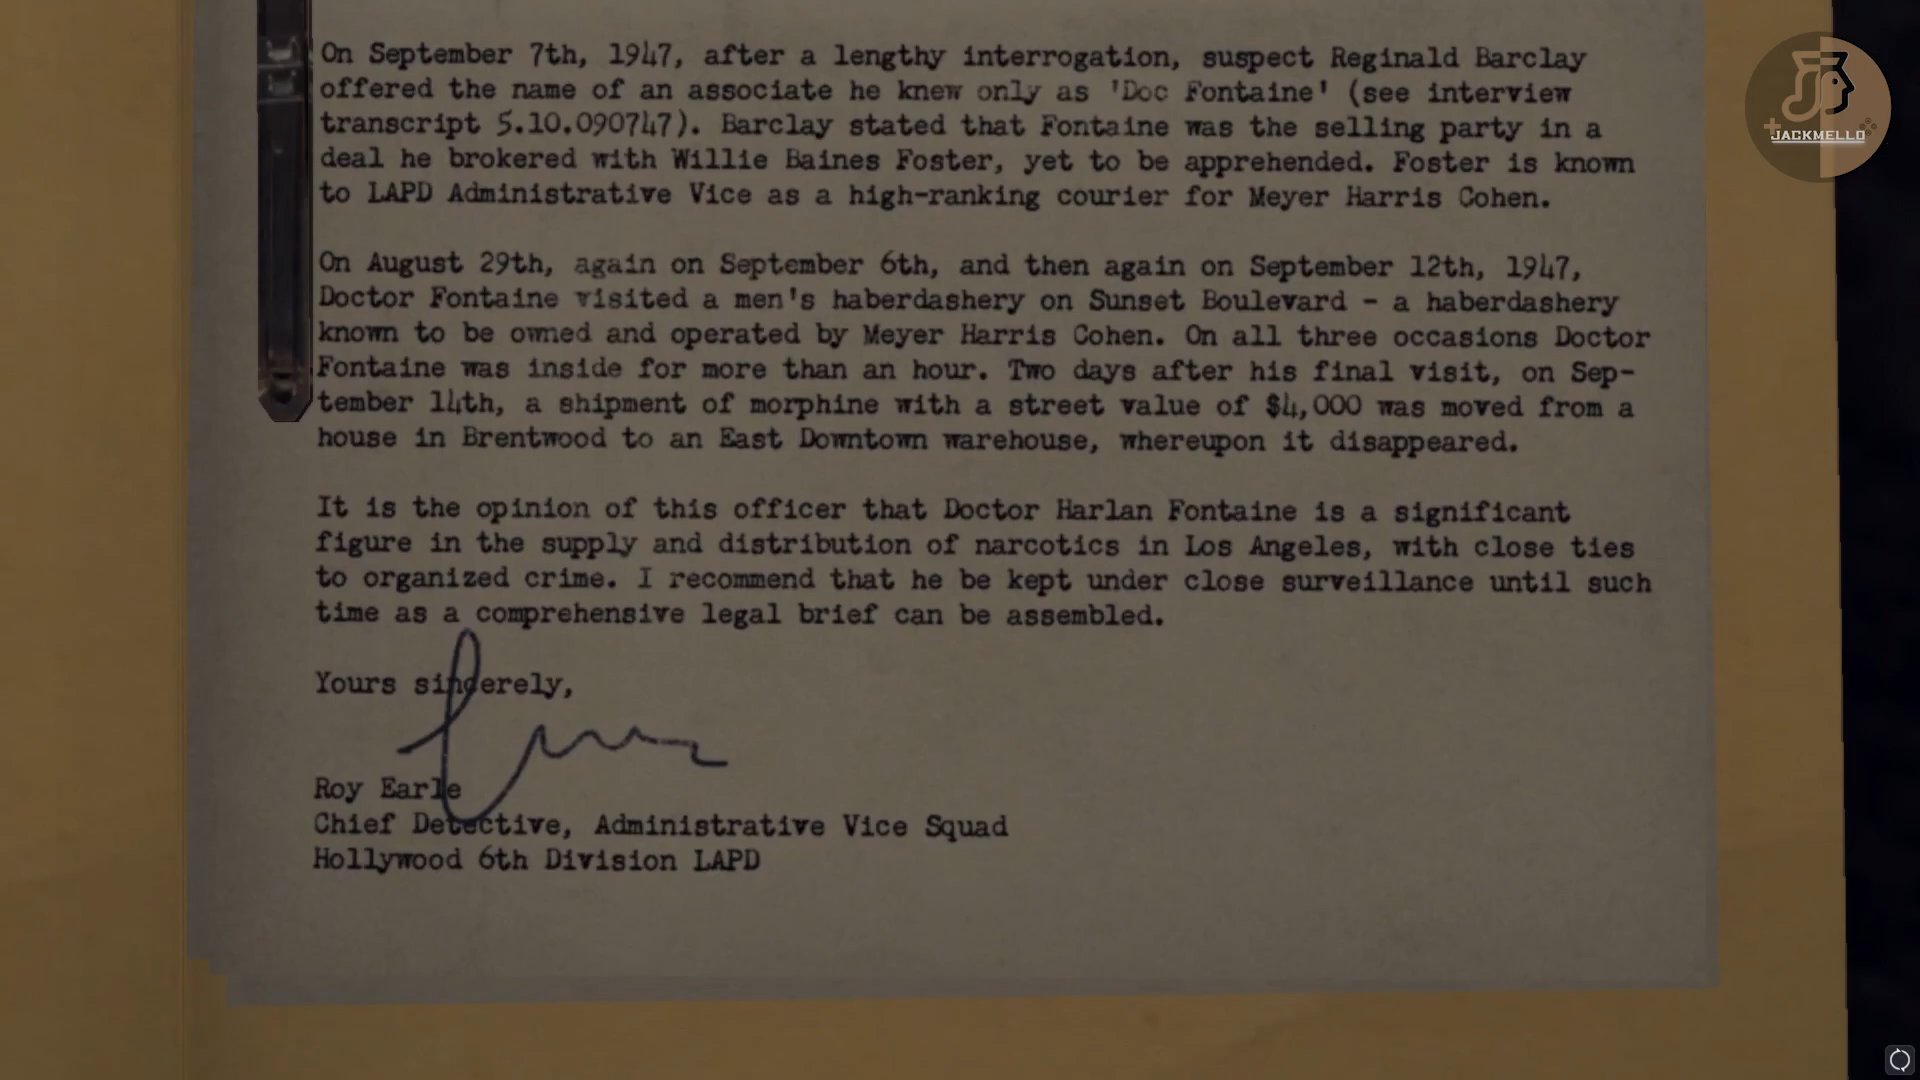 On September 7th, 1947, after a lengthy interrogation, suspect Reginald Barclay
offered the name of an associate he knew only as 'Doc Fontaine' (see interview
transcript 5.10.090747). Barclay stated that Fontaine was the selling party in a
deal he brokered with Willie Baines Foster, yet to be apprehended. Foster is known
to LAPD Administrative Vice as a high-ranking courier for Meyer Harris Cohen.
On August 29th, again on September 6th, and then again on September 12th, 1947,
Doctor Fontaine visited a men's haberdashery on Sunset Boulevard - a haberdashery
known to be owned and operated by Meyer Harris Cohen. On all three occasions Doctor
Fontaine was inside for more than an hour. Two days after his final visit, on Sep-
tember 14th, a shipment of morphine with a street value of $4,000 was moved from a
house in Brentwood to an East Downtown warehouse, whereupon it disappeared.
It is the opinion of this officer that Doctor Harlan Fontaine is a significant
figure in the supply and distribution of narcotics in Los Angeles, with close ties
to organized crime. I recommend that he be kept under close surveillance until such
time as a comprehensive legal brief can be assembled.
Yours sincerely,
Roy Earle
Chief Detective, Administrative Vice Squad
Hollywood 6th Division LAPD
JACKMELLO